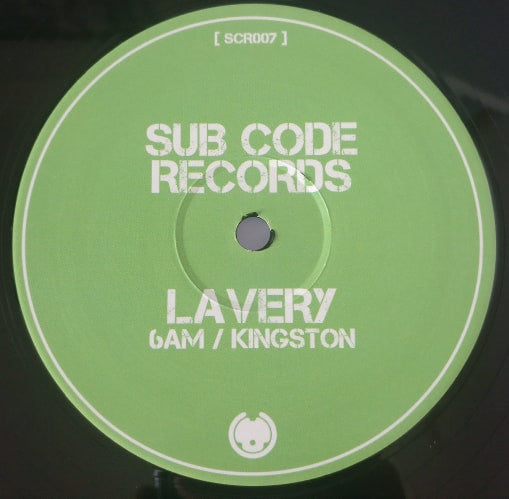 [ SCR007 ]
SUB CODE
RECORDS
LAVERY
6AM / KINGSTON